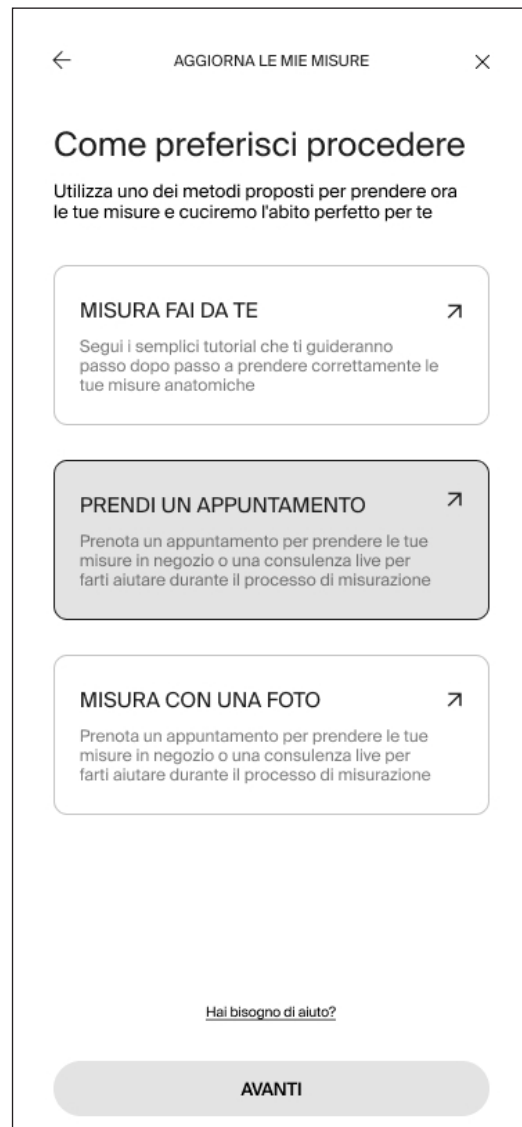 AGGIORNA LE MIE MISURE
Come preferisci procedere
Utilizza uno dei metodi proposti per prendere ora
le tue misure e cuciremo l'abito perfetto per te
MISURA FAI DA TE
Segui i semplici tutorial che ti guideranno
passo dopo passo a prendere correttamente le
tue misure anatomiche
PRENDI UN APPUNTAMENTO
Prenota un appuntamento per prendere le tue
misure in negozio o una consulenza live per
farti aiutare durante il processo di misurazione
MISURA CON UNA FOTO
Prenota un appuntamento per prendere le tue
misure in negozio o una consulenza live per
farti aiutare durante il processo di misurazione
Hai bisogno di aiuto?
AVANTI